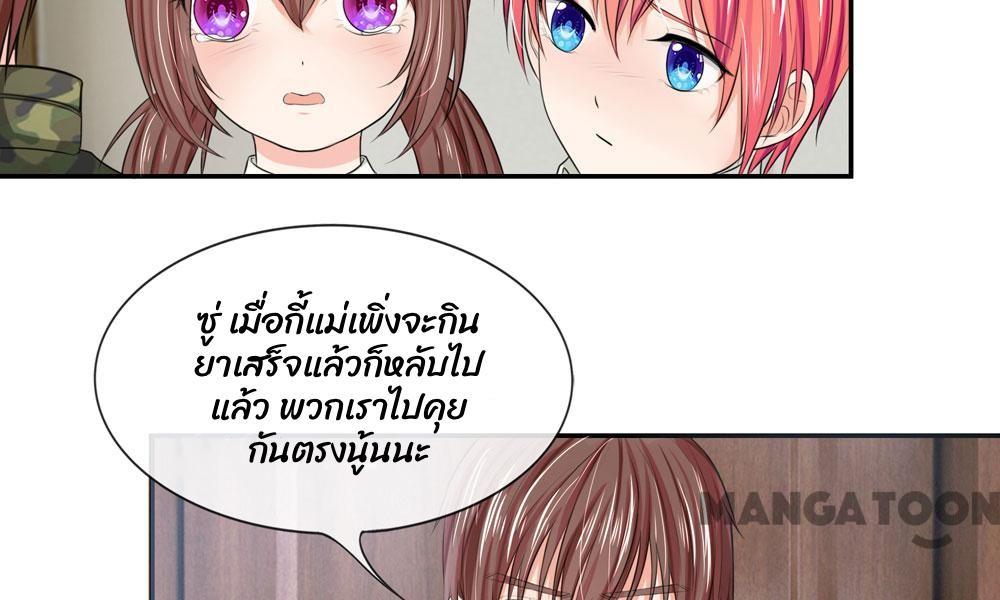 ซู่ เมื่อกี้แม่เพิ่งจะกิน
ยาเสร็จแล้วก็หลับไป
แล้ว พวกเราไปคุย
กันตรงนู้นนะ
MANGATOON